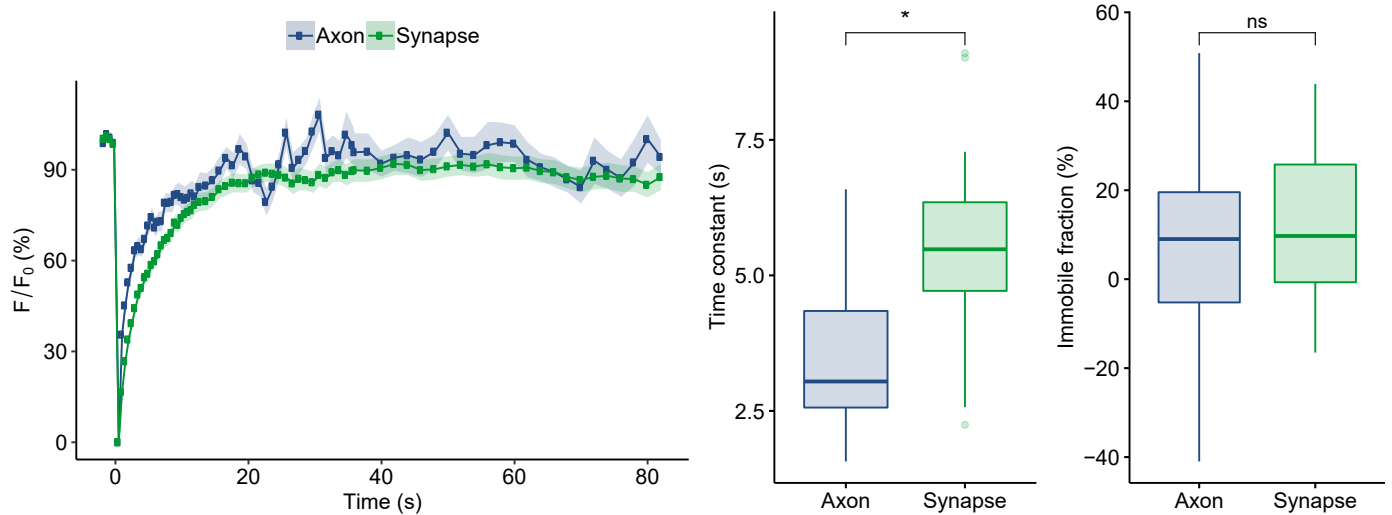 Axon Synapse
F/F0 (%)
90
60
30
0
0 20 40 60 80
Time (s)
*
Time constant (s)
7.5
5.0
2.5
Axon Synapse
ns
Immobile fraction (%)
60
40
20
0
−20
−40
Axon Synapse